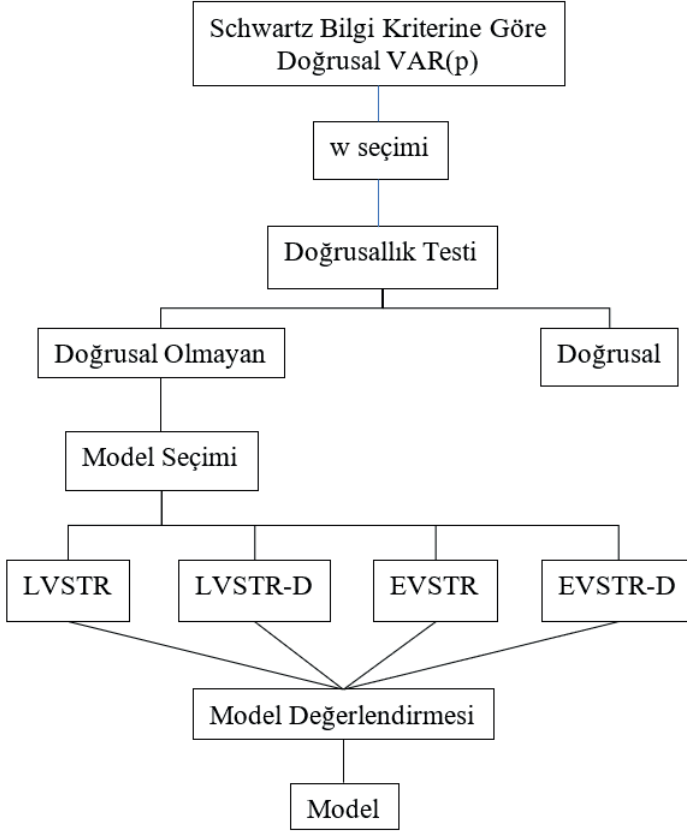 Schwartz Bilgi Kriterine Göre
Doğrusal VAR(p)
w seçimi
Doğrusallık Testi
Doğrusal Olmayan
Doğrusal
Model Seçimi
LVSTR
LVSTR-D
EVSTR
EVSTR-D
Model Değerlendirmesi
Model